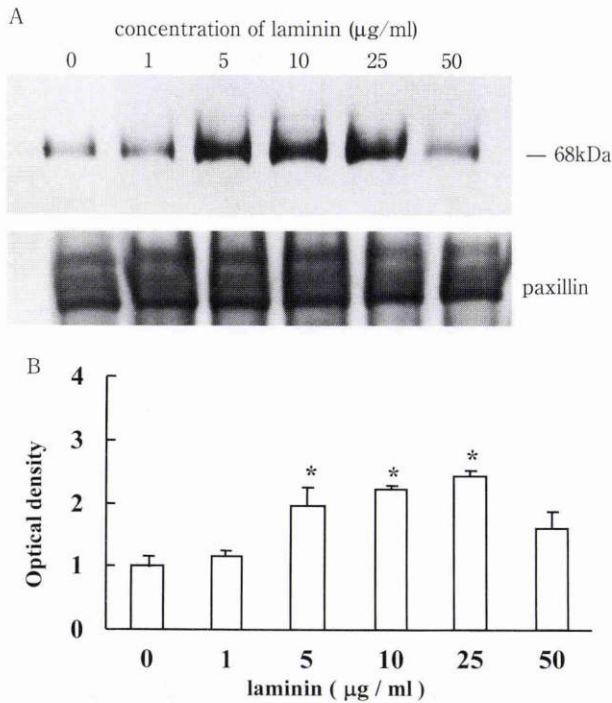 A
concentration of laminin (μg/ml)
0 1 5 10 25 50
— 68kDa
paxillin
B
4
3
2
1
0
Optical density
* * *
0 1 5 10 25 50
laminin ( μg / ml )